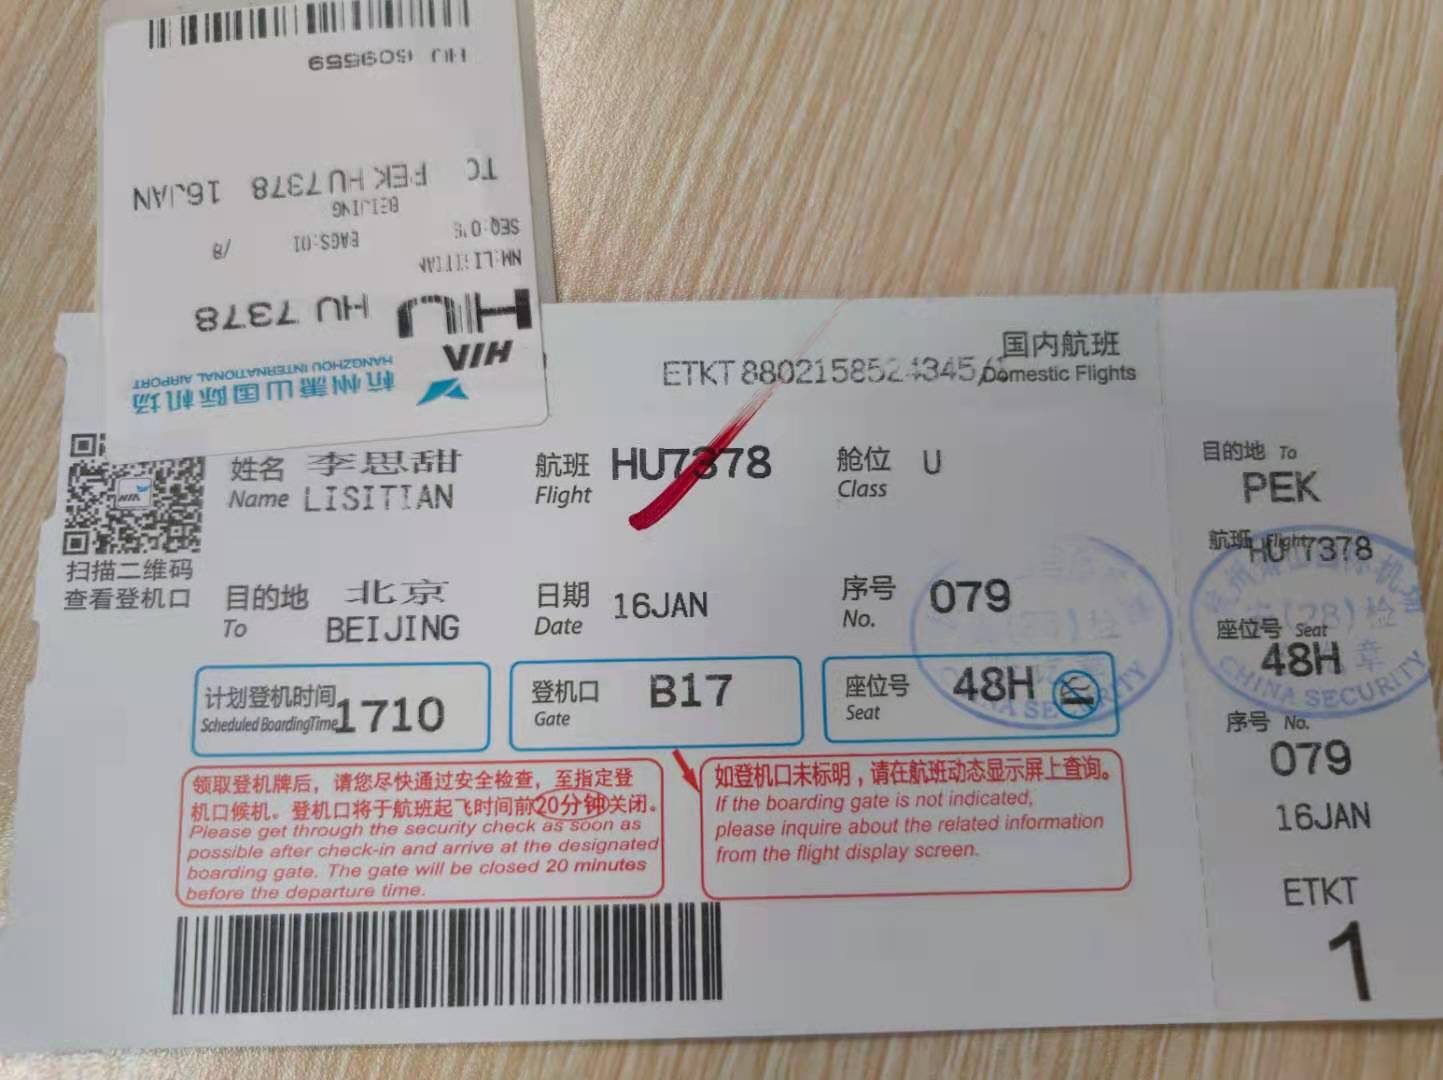 HU 609559
TO PEK HU7378 16JAN
BEIJING
BAGS:01 /8
NM:LISITIAN
HU HU 7378
杭州萧山国际机场
HANGZHOU INTERNATIONAL AIRPORT
国内航班
Domestic Flights
ETKT
姓名 李思甜
Name LISITIAN
航班 HU7378
Flight
舱位 U
Class
扫描二维码
查看登机口
目的地 北京
To BEIJING
日期 16JAN
Date
序号 079
No.
计划登机时间 1710
Scheduled BoardingTime
登机口 B17
Gate
座位号 48H
Seat
领取登机牌后，请您尽快通过安全检查，至指定登
机口候机。登机口将于航班起飞时间前20分钟关闭。
Please get through the security check as soon as
possible after check-in and arrive at the designated
boarding gate. The gate will be closed 20 minutes
before the departure time.
如登机口未标明，请在航班动态显示屏上查询。
If the boarding gate is not indicated,
please inquire about the related information
from the flight display screen.
目的地 To
PEK
航班 Flight
HU7378
座位号 Seat
48H
CHINA SECURITY
序号 No.
079
16JAN
ETKT
1